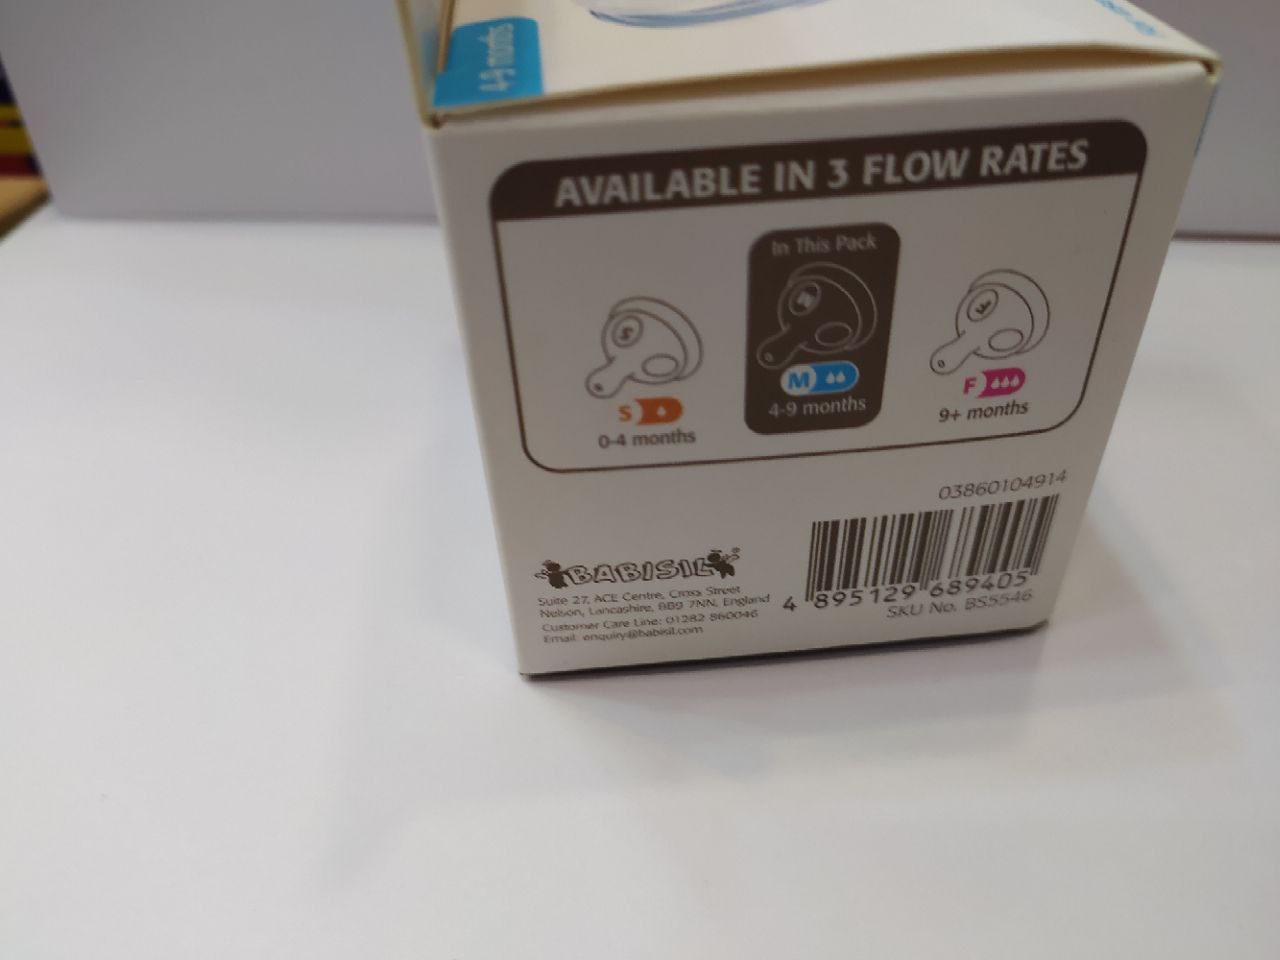 4-9 months
AVAILABLE IN 3 FLOW RATES
In This Pack
S
S
0-4 months
M
4-9 months
F
F
9+ months
03860104914
BABISIL
Suite 27, ACE Centre, Cross Street
Nelson, Lancashire, BB9 7NN, England
Customer Care Line: 01282 860046
Email: enquiry@babisil.com
4 895129 689405
SKU No. BS5546